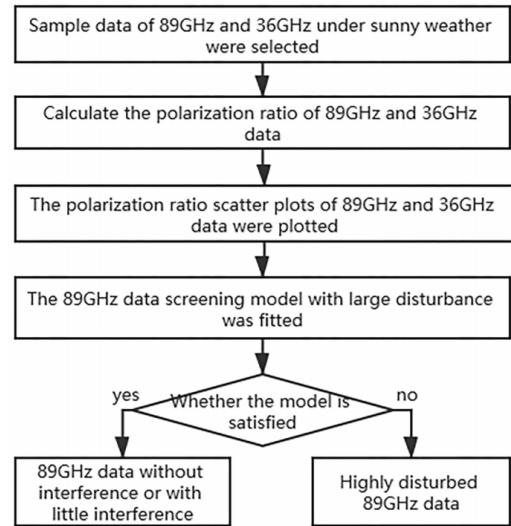 Sample data of 89GHz and 36GHz under sunny weather
were selected
Calculate the polarization ratio of 89GHz and 36GHz
data
The polarization ratio scatter plots of 89GHz and 36GHz
data were plotted
The 89GHz data screening model with large disturbance
was fitted
yes
Whether the model is
satisfied
no
89GHz data without
interference or with
little interference
Highly disturbed
89GHz data